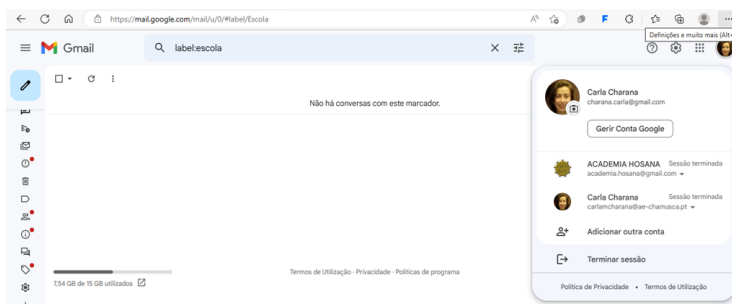 https://mail.google.com/mail/u/0/#label/Escola
Definições e muito mais (Alt+
Gmail
label:escola
Não há conversas com este marcador.
7,54 GB de 15 GB utilizados
Termos de Utilização · Privacidade · Políticas de programa
Carla Charana
charana.carla@gmail.com
Gerir Conta Google
ACADEMIA HOSANA Sessão terminada
academia.hosana@gmail.com
Carla Charana Sessão terminada
carlamcharana@ae-chamusca.pt
Adicionar outra conta
Terminar sessão
Política de Privacidade • Termos de Utilização